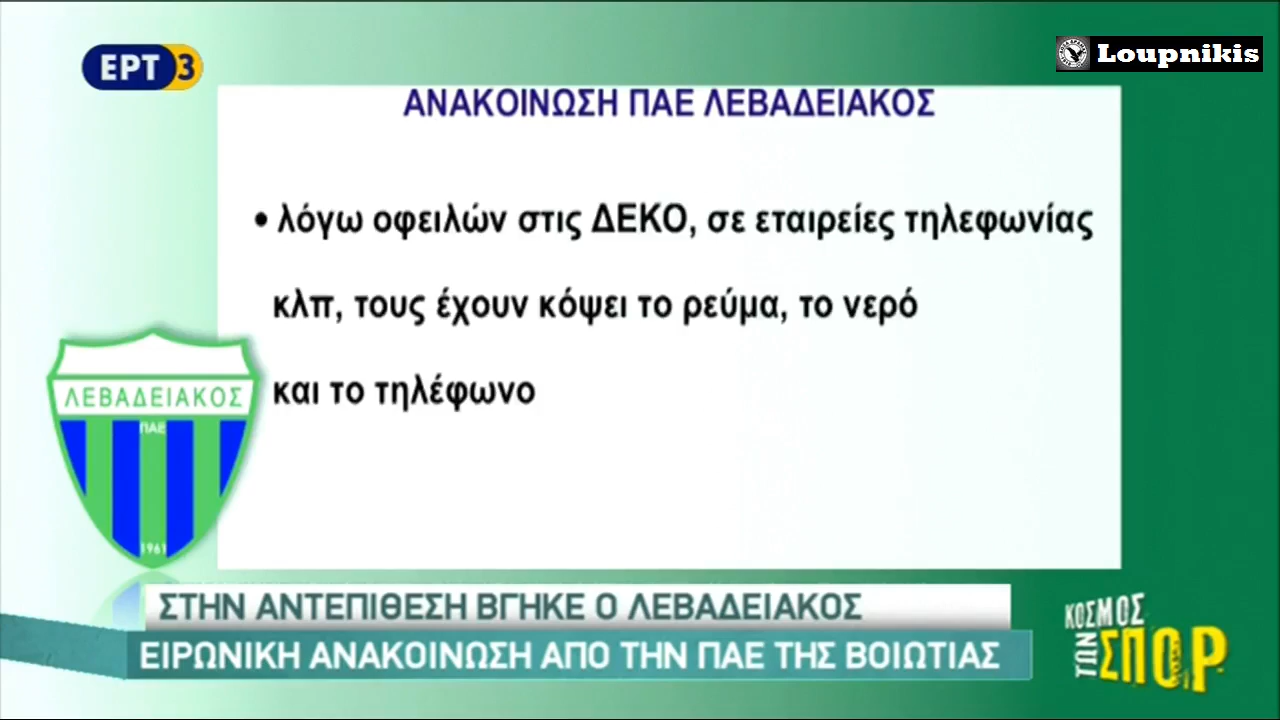 ΕΡΤ 3
Loupnikis
ΑΝΑΚΟΙΝΩΣΗ ΠΑΕ ΛΕΒΑΔΕΙΑΚΟΣ
• λόγω οφειλών στις ΔΕΚΟ, σε εταιρείες τηλεφωνίας
κλπ, τους έχουν κόψει το ρεύμα, το νερό
και το τηλέφωνο
ΛΕΒΑΔΕΙΑΚΟΣ
ΠΑΕ
1961
ΣΤΗΝ ΑΝΤΕΠΙΘΕΣΗ ΒΓΗΚΕ Ο ΛΕΒΑΔΕΙΑΚΟΣ
ΕΙΡΩΝΙΚΗ ΑΝΑΚΟΙΝΩΣΗ ΑΠΟ ΤΗΝ ΠΑΕ ΤΗΣ ΒΟΙΩΤΙΑΣ
ΚΟΣΜΟΣ
ΤΩΝ
ΣΠΟΡ